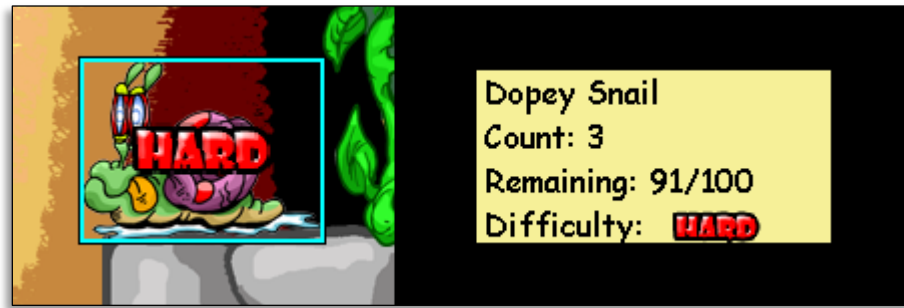 HARD
Dopey Snail
Count: 3
Remaining: 91/100
Difficulty: HARD